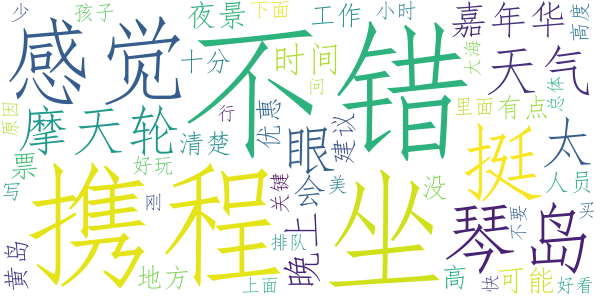 少 孩子 夜景 下面 工作 小时 嘉年华 高度
感觉 十分 不错 时间 问 大海 天气
原因 摩天轮 清楚 行 优惠 眼 建议 里面 有点 总体
票 好玩 挺 太
写 携程 刚 关键 会 美 坐 没 琴岛 人员
黄岛 地方 上面 晚上 排队 高 快 可能 不要 买 好看